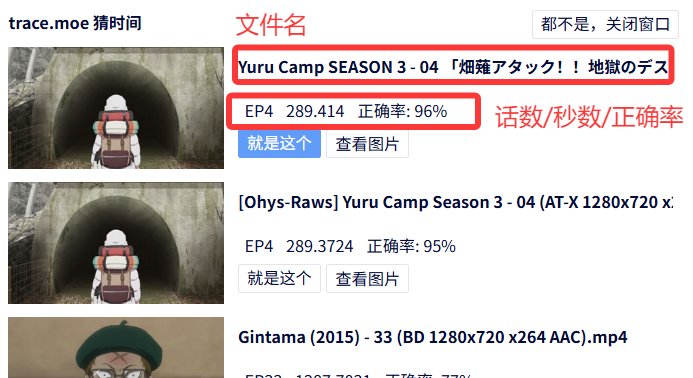 trace.moe 猜时间
文件名
都不是，关闭窗口
Yuru Camp SEASON 3 - 04 「畑薙アタック！！地獄のデス
EP4 289.414 正确率: 96%
话数/秒数/正确率
就是这个 查看图片
[Ohys-Raws] Yuru Camp Season 3 - 04 (AT-X 1280x720 x2
EP4 289.3724 正确率: 95%
就是这个 查看图片
Gintama (2015) - 33 (BD 1280x720 x264 AAC).mp4